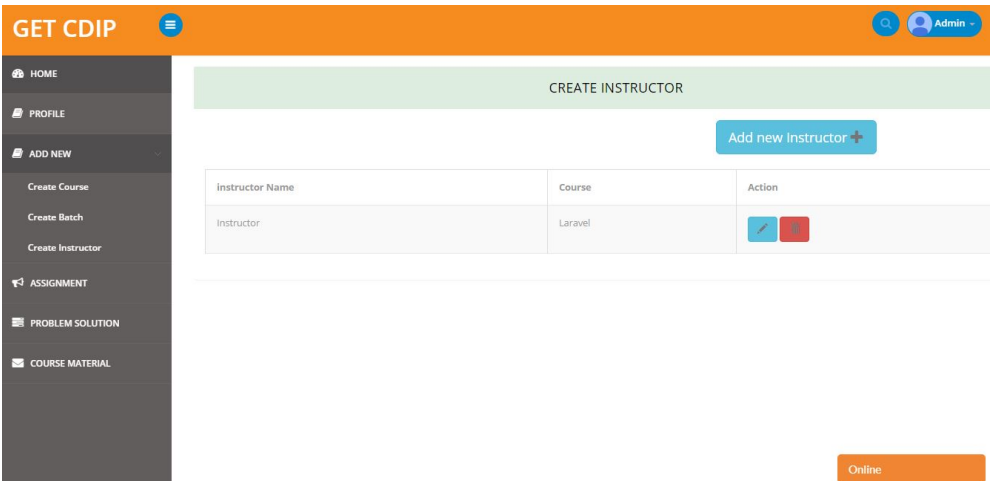 GET CDIP
Admin
HOME
PROFILE
ADD NEW
Create Course
Create Batch
Create Instructor
ASSIGNMENT
PROBLEM SOLUTION
COURSE MATERIAL
CREATE INSTRUCTOR
Add new Instructor
instructor Name Course Action
Instructor Laravel
Online